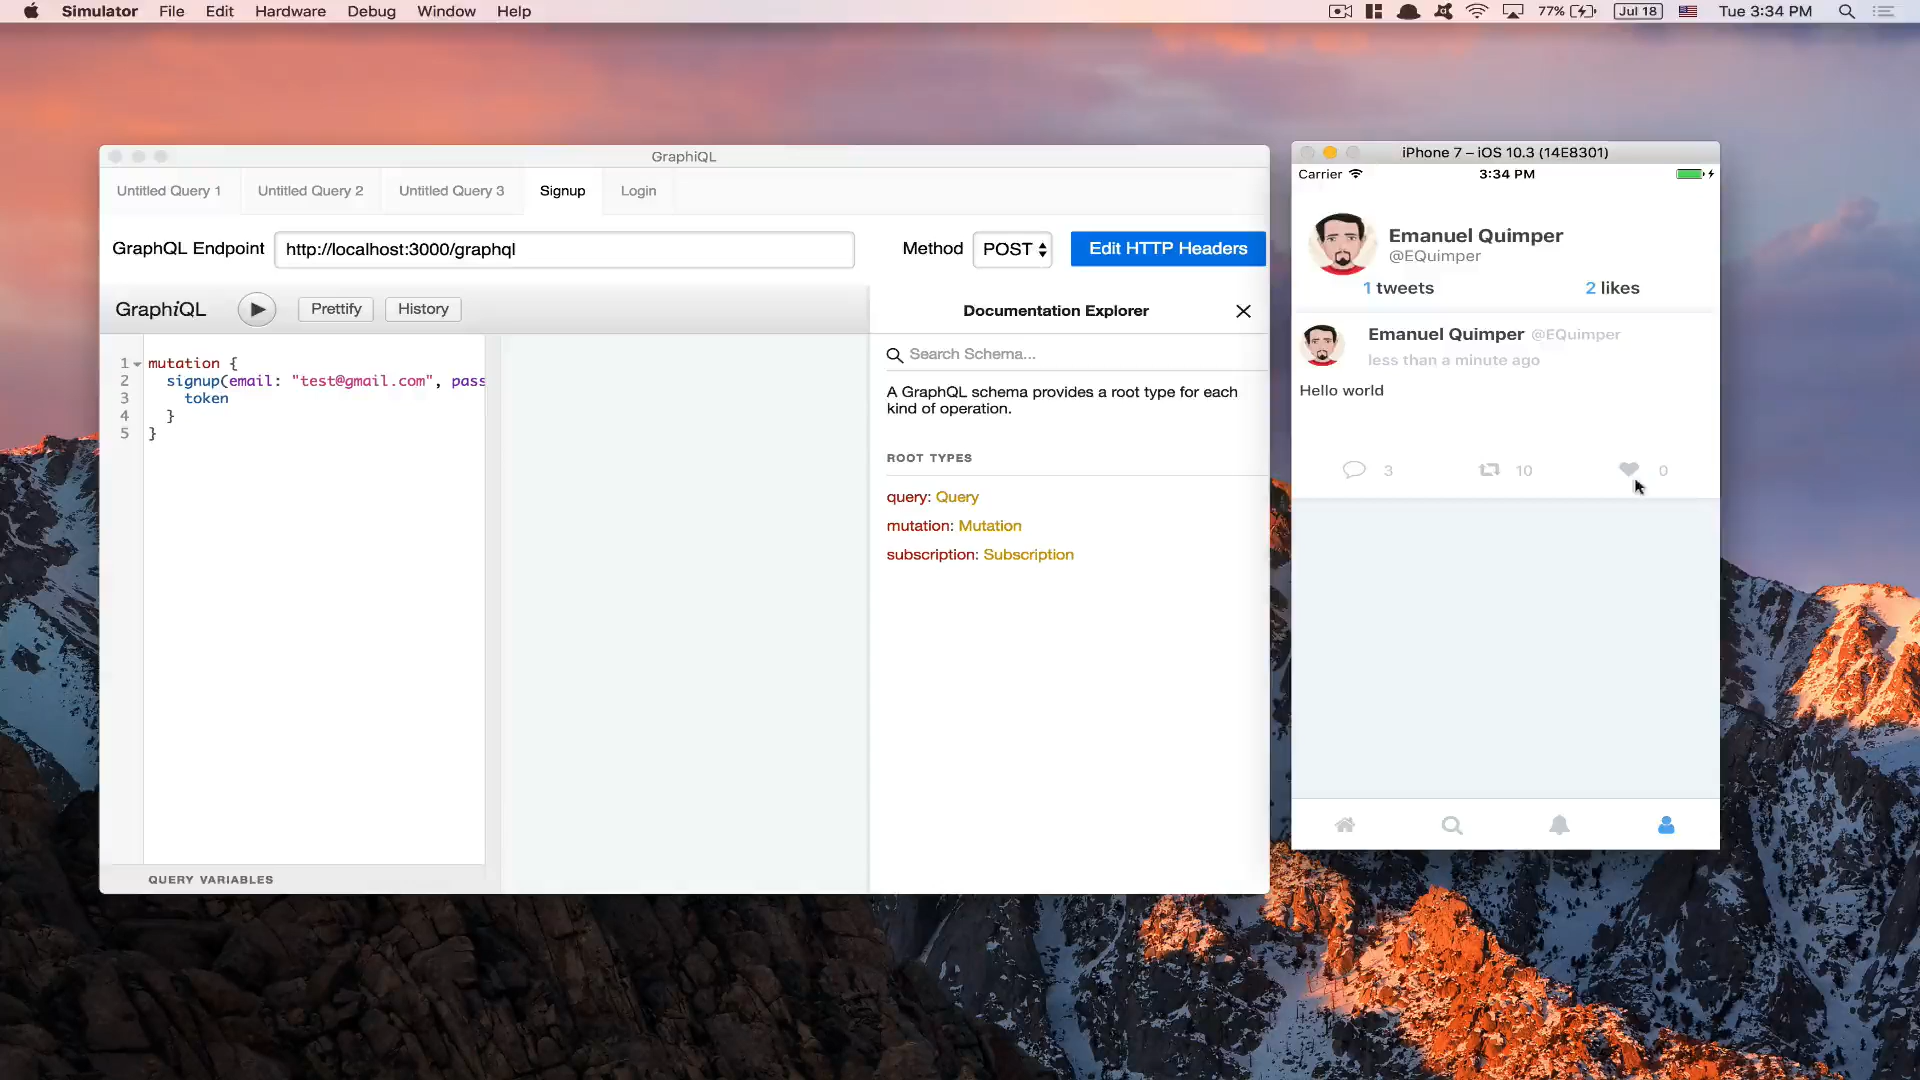 Simulator File Edit Hardware Debug Window Help
77% Jul 18 Tue 3:34 PM
GraphiQL
Untitled Query 1 Untitled Query 2 Untitled Query 3 Signup Login
GraphQL Endpoint http://localhost:3000/graphql Method POST Edit HTTP Headers
GraphiQL Prettify History
1 mutation {
2 signup(email: "test@gmail.com", pass
3 token
4 }
5 }
QUERY VARIABLES
Documentation Explorer
Search Schema...
A GraphQL schema provides a root type for each
kind of operation.
ROOT TYPES
query: Query
mutation: Mutation
subscription: Subscription
iPhone 7 – iOS 10.3 (14E8301)
Carrier 3:34 PM
Emanuel Quimper
@EQuimper
1 tweets 2 likes
Emanuel Quimper @EQuimper
less than a minute ago
Hello world
3 10 0